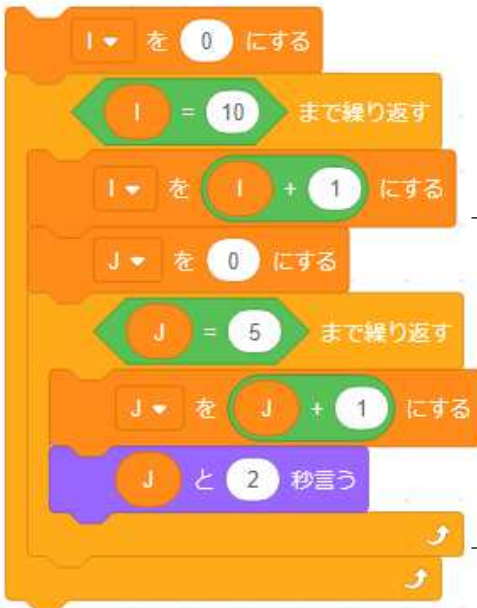 I を 0 にする
I = 10 まで繰り返す
I を I + 1 にする
J を 0 にする
J = 5 まで繰り返す
J を J + 1 にする
J と 2 秒言う